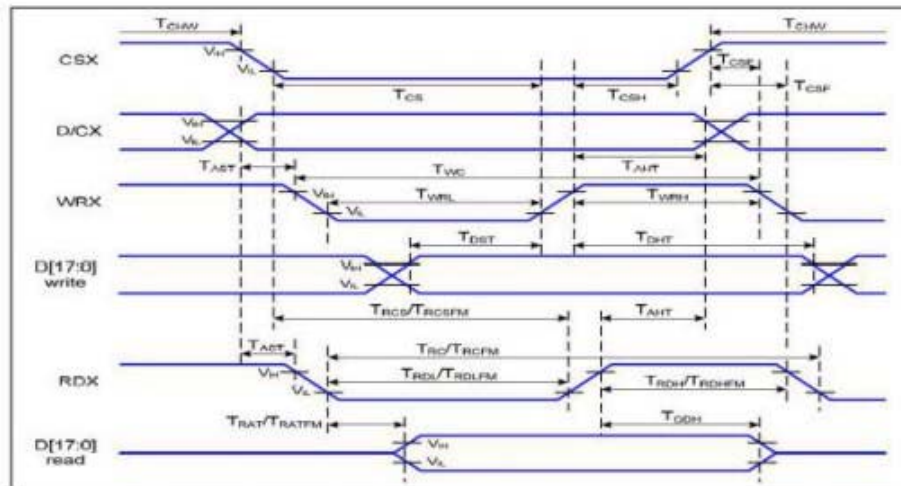 TCHW TCHW
CSX VIH TCSF
VIL TCS TCSH TCSF
D/CX VIH
VIL
TAST TWC TAHT
WRX VIH TWRL TWRH
VIL
TDST TDHT
D[17:0] VIH
write VIL
TRCS/TRCSFM TAHT
TAST TRC/TRCFM
RDX VIH TRDL/TRDLFM TRDH/TRDHFM
VIL
TRAT/TRATFM TODH
D[17:0] VIH
read VIL